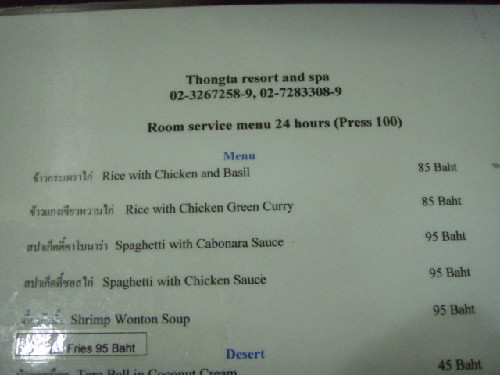 Thongta resort and spa
02-3267258-9, 02-7283308-9
Room service menu 24 hours (Press 100)
Menu
ข้าวกระเพราไก่ Rice with Chicken and Basil 85 Baht
ข้าวแกงเขียวหวานไก่ Rice with Chicken Green Curry 85 Baht
สปาเก็ตตี้คาโบนาร่า Spaghetti with Cabonara Sauce 95 Baht
สปาเก็ตตี้ซอสไก่ Spaghetti with Chicken Sauce 95 Baht
Shrimp Wonton Soup 95 Baht
Fries 95 Baht
Desert
Taro Ball in Coconut Cream 45 Baht